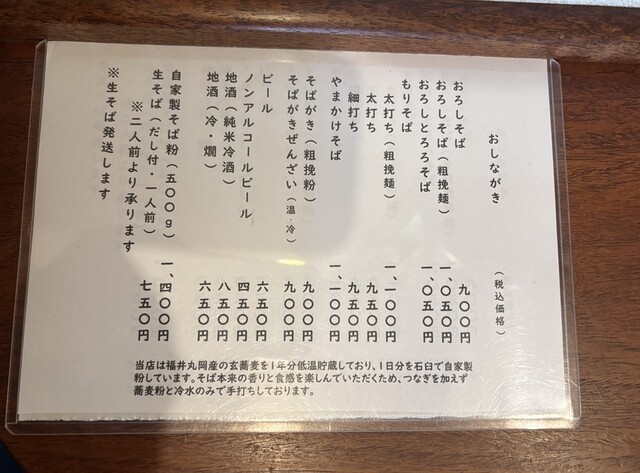 おしながき （税込価格）
おろしそば 九〇〇円
おろしそば（粗挽麺） 一、〇五〇円
おろしとろろそば 一、〇五〇円
もりそば
太打ち（粗挽麺） 一、一〇〇円
太打ち 九五〇円
細打ち 九五〇円
やまかけそば 一、一〇〇円
そばがき（粗挽粉） 九〇〇円
そばがきぜんざい（温・冷） 九〇〇円
ビール 六五〇円
ノンアルコールビール 四五〇円
地酒（純米冷酒） 八五〇円
地酒（冷・燗） 六五〇円
自家製そば粉（五〇〇g） 一、四〇〇円
生そば（だし付・一人前） 七五〇円
※二人前より承ります
※生そば発送します
当店は福井丸岡産の玄蕎麦を1年分低温貯蔵しており、1日分を石臼で自家製
粉しています。そば本来の香りと食感を楽しんでいただくため、つなぎを加えず
蕎麦粉と冷水のみで手打ちしております。